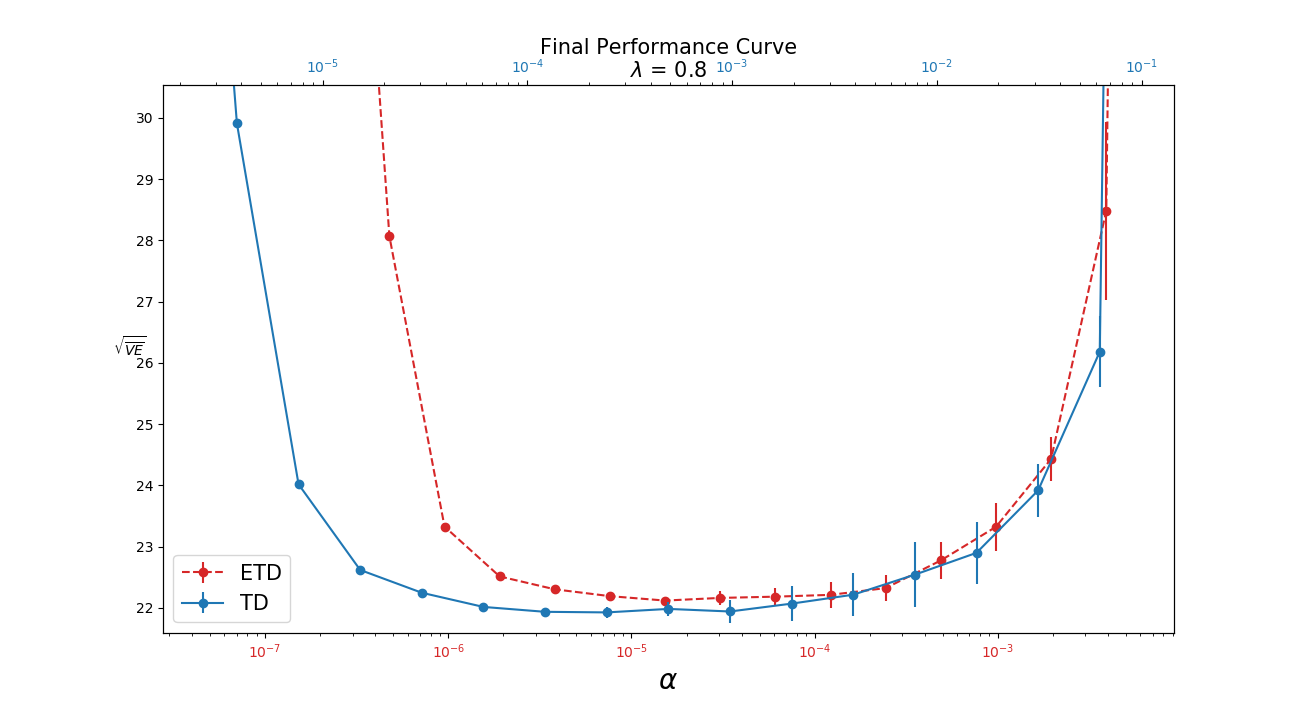 Final Performance Curve
λ = 0.8
10⁻⁵ 10⁻⁴ 10⁻³ 10⁻² 10⁻¹
30
29
28
27
√VE
26
25
24
23
22
ETD
TD
10⁻⁷ 10⁻⁶ 10⁻⁵ 10⁻⁴ 10⁻³
α